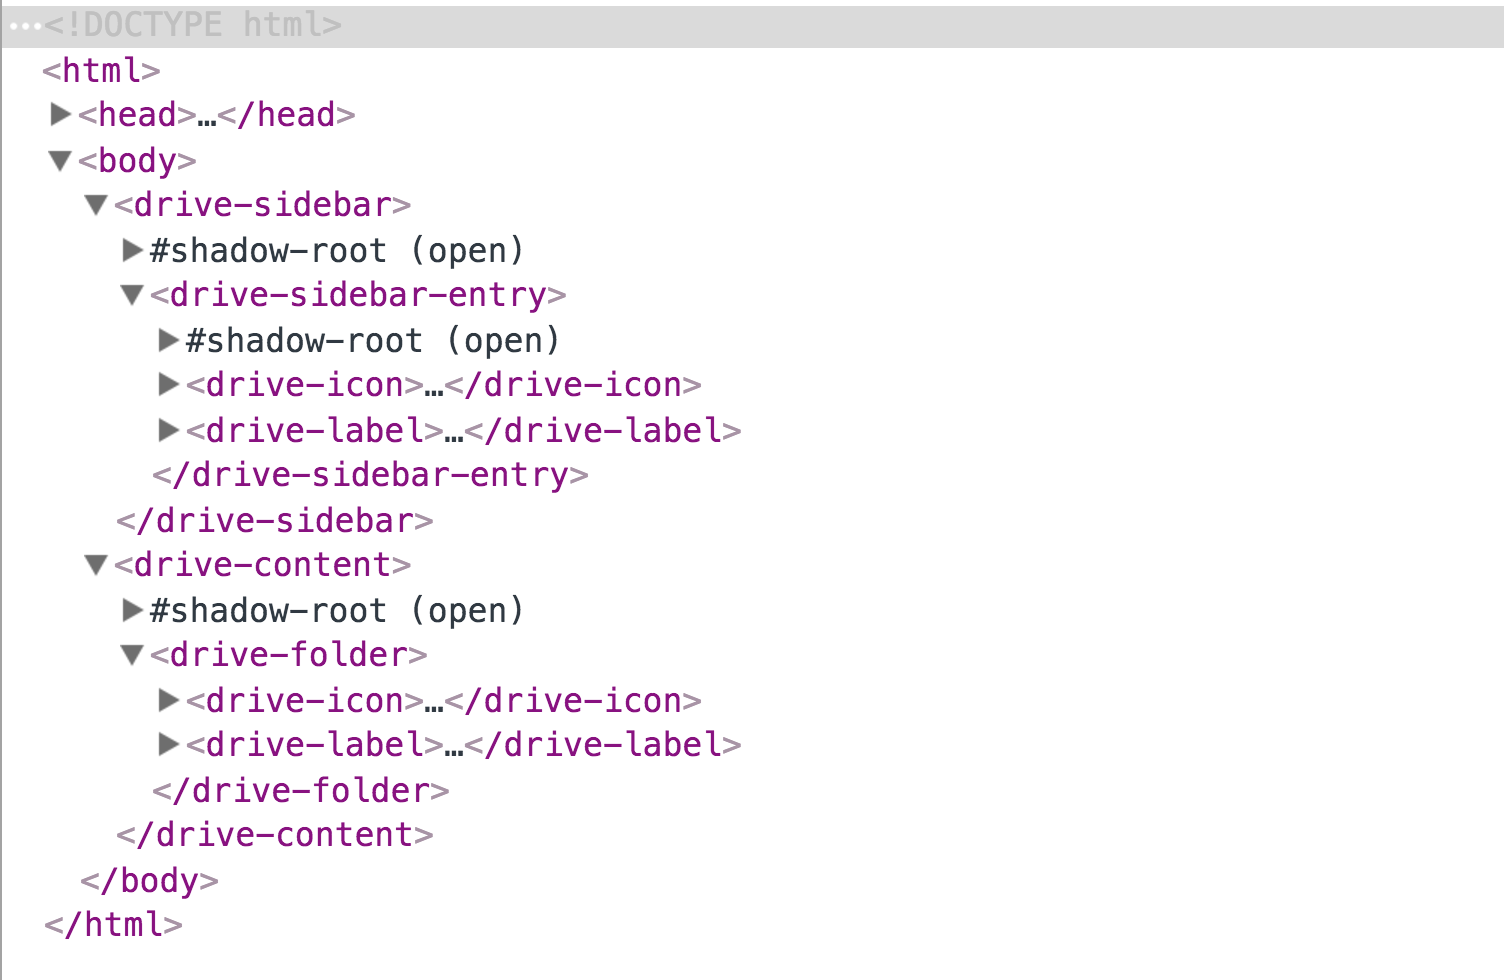 …<!DOCTYPE html>
<html>
▶<head>…</head>
▼<body>
▼<drive-sidebar>
▶#shadow-root (open)
▼<drive-sidebar-entry>
▶#shadow-root (open)
▶<drive-icon>…</drive-icon>
▶<drive-label>…</drive-label>
</drive-sidebar-entry>
</drive-sidebar>
▼<drive-content>
▶#shadow-root (open)
▼<drive-folder>
▶<drive-icon>…</drive-icon>
▶<drive-label>…</drive-label>
</drive-folder>
</drive-content>
</body>
</html>